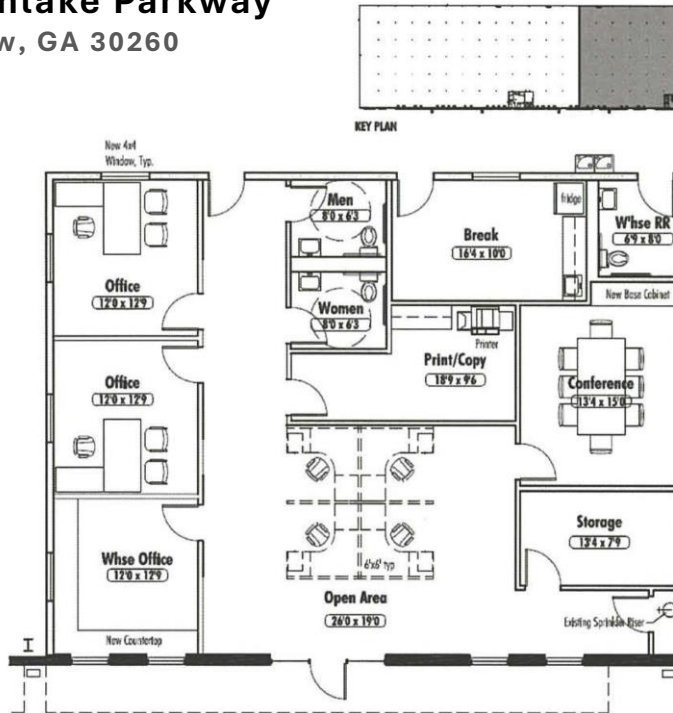 ntake Parkway
w, GA 30260
KEY PLAN
New 4x4
Window, Typ.
Men
8'0 x 6'3
fridge
Break
16'4 x 10'0
W'hse RR
6'9 x 8'0
Office
12'0 x 12'9
Women
8'0 x 6'3
New Base Cabinet
Printer
Print/Copy
18'9 x 9'6
Office
12'0 x 12'9
Conference
13'4 x 15'0
Storage
13'4 x 7'9
Whse Office
12'0 x 12'9
6'x6' typ
Open Area
26'0 x 19'0
Existing Sprinkler Riser
New Countertop